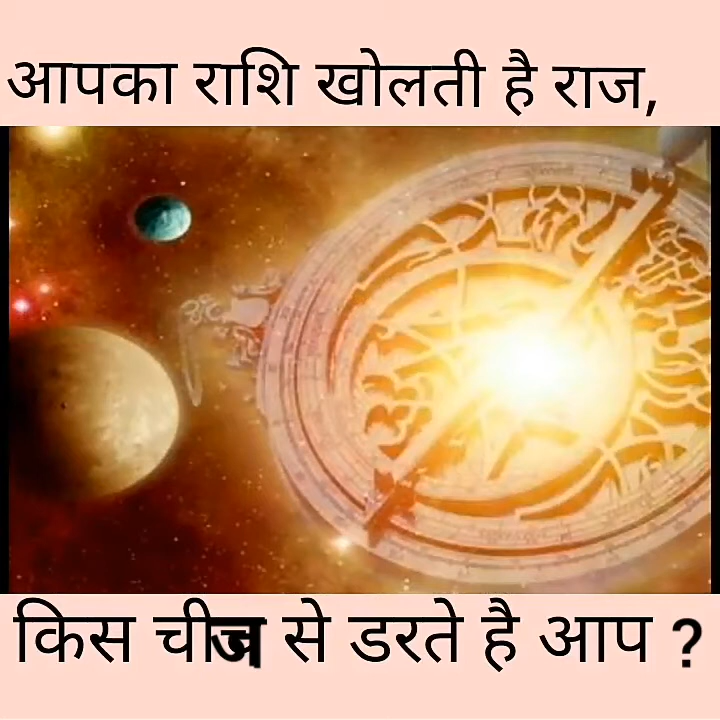 आपका राशि खोलती है राज,
किस चीज से डरते है आप ?